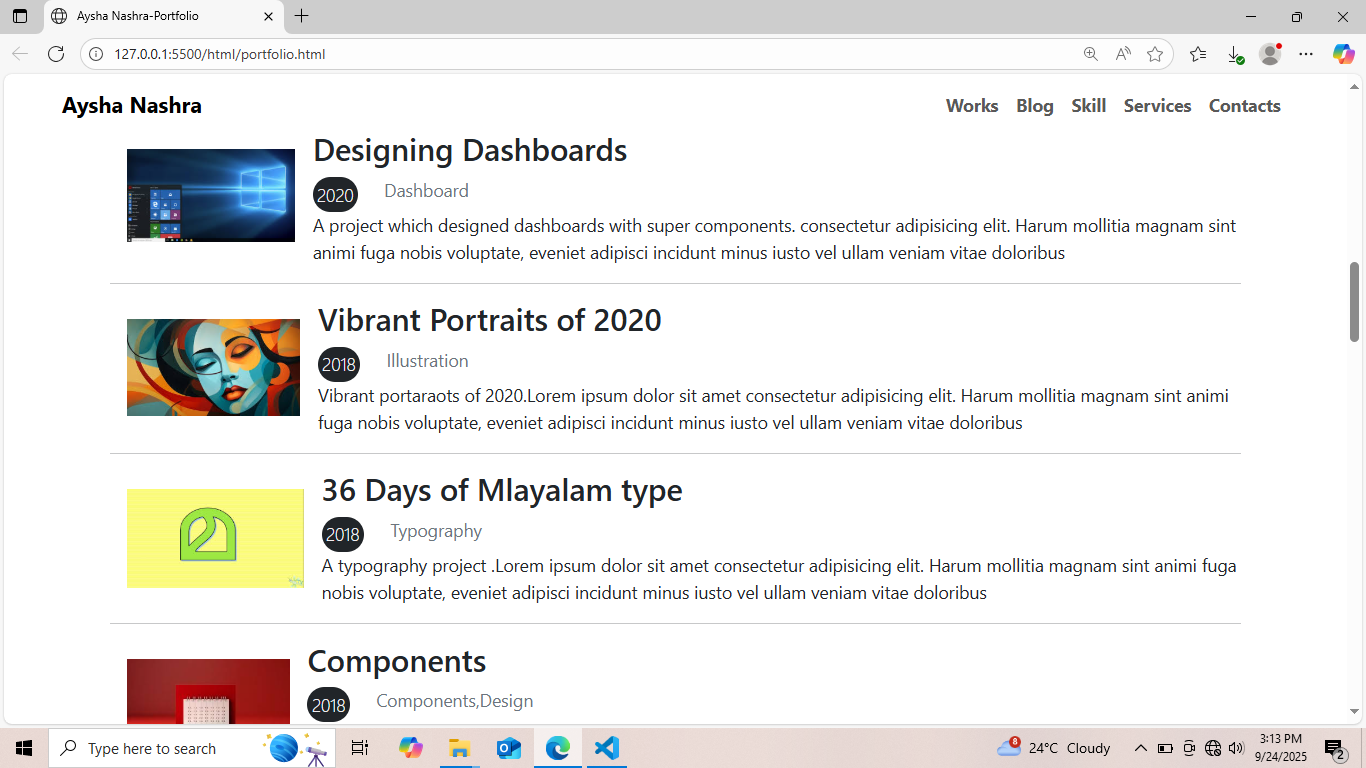 Aysha Nashra-Portfolio
127.0.0.1:5500/html/portfolio.html
Aysha Nashra
Works Blog Skill Services Contacts
Designing Dashboards
2020 Dashboard
A project which designed dashboards with super components. consectetur adipisicing elit. Harum mollitia magnam sint
animi fuga nobis voluptate, eveniet adipisci incidunt minus iusto vel ullam veniam vitae doloribus
Vibrant Portraits of 2020
2018 Illustration
Vibrant portaraots of 2020.Lorem ipsum dolor sit amet consectetur adipisicing elit. Harum mollitia magnam sint animi
fuga nobis voluptate, eveniet adipisci incidunt minus iusto vel ullam veniam vitae doloribus
36 Days of Mlayalam type
2018 Typography
A typography project .Lorem ipsum dolor sit amet consectetur adipisicing elit. Harum mollitia magnam sint animi fuga
nobis voluptate, eveniet adipisci incidunt minus iusto vel ullam veniam vitae doloribus
Components
2018 Components,Design
Type here to search
8
24°C Cloudy
3:13 PM
9/24/2025
2